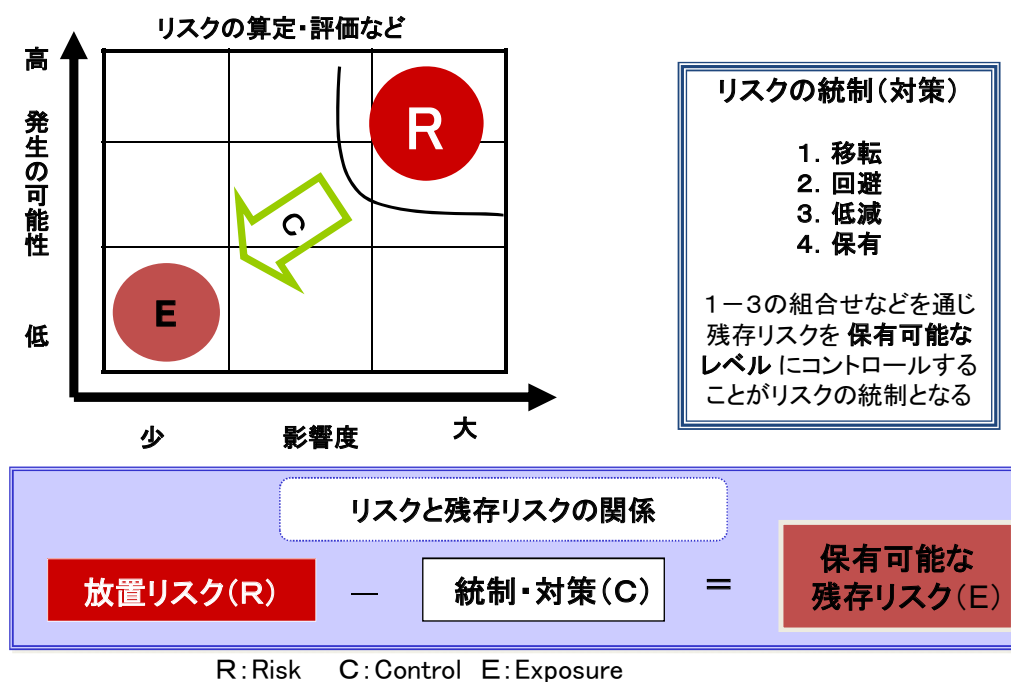 リスクの算定・評価など
高
発生の可能性
低
R
C
E
少
影響度
大
リスクの統制(対策)
1. 移転
2. 回避
3. 低減
4. 保有
1-3の組合せなどを通じ
残存リスクを 保有可能な
レベル にコントロールする
ことがリスクの統制となる
リスクと残存リスクの関係
放置リスク(R)
-
統制・対策(C)
=
保有可能な
残存リスク(E)
R:Risk C:Control E:Exposure